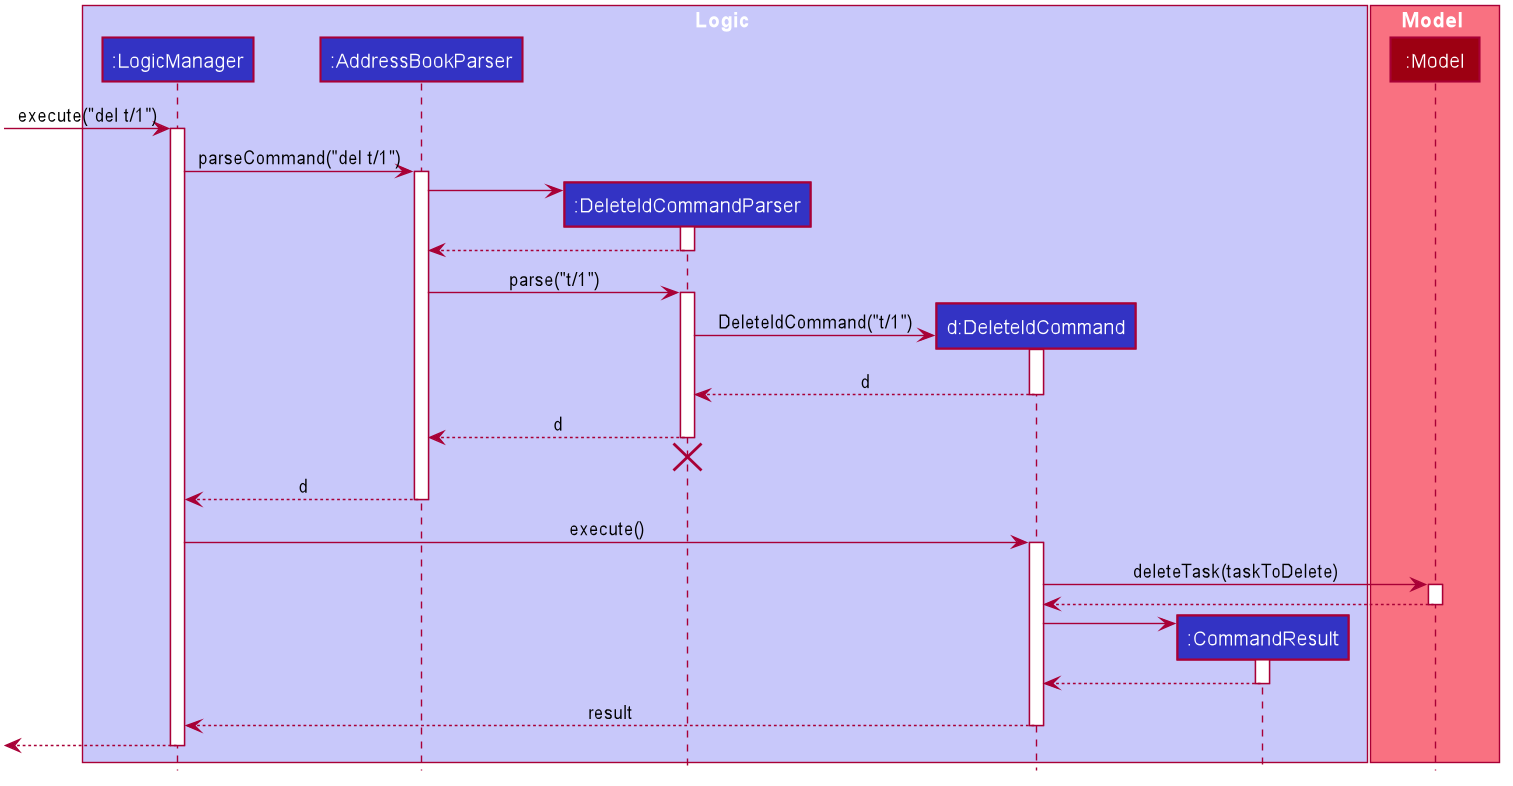 Logic
Model
:LogicManager
:AddressBookParser
:Model
execute("del t/1")
parseCommand("del t/1")
:DeleteIdCommandParser
parse("t/1")
DeleteIdCommand("t/1")
d:DeleteIdCommand
d
d
d
execute()
deleteTask(taskToDelete)
:CommandResult
result